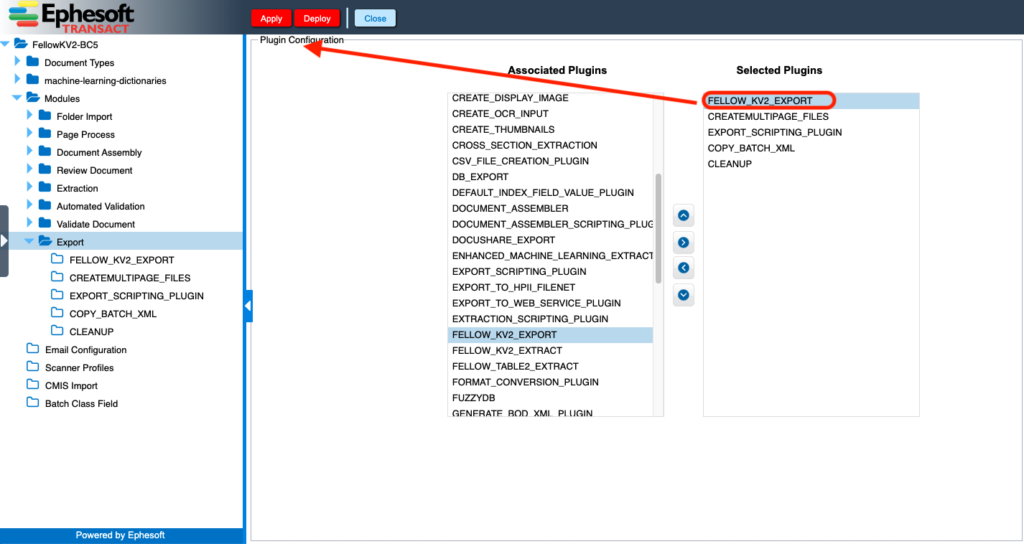 Ephesoft
TRANSACT
Apply
Deploy
Close
FellowKV2-BC5
Document Types
machine-learning-dictionaries
Modules
Folder Import
Page Process
Document Assembly
Review Document
Extraction
Automated Validation
Validate Document
Export
FELLOW_KV2_EXPORT
CREATEMULTIPAGE_FILES
EXPORT_SCRIPTING_PLUGIN
COPY_BATCH_XML
CLEANUP
Email Configuration
Scanner Profiles
CMIS Import
Batch Class Field
Powered by Ephesoft
Plugin Configuration
Associated Plugins
CREATE_DISPLAY_IMAGE
CREATE_OCR_INPUT
CREATE_THUMBNAILS
CROSS_SECTION_EXTRACTION
CSV_FILE_CREATION_PLUGIN
DB_EXPORT
DEFAULT_INDEX_FIELD_VALUE_PLUGIN
DOCUMENT_ASSEMBLER
DOCUMENT_ASSEMBLER_SCRIPTING_PLUG
DOCUSHARE_EXPORT
ENHANCED_MACHINE_LEARNING_EXTRACT
EXPORT_SCRIPTING_PLUGIN
EXPORT_TO_HPII_FILENET
EXPORT_TO_WEB_SERVICE_PLUGIN
EXTRACTION_SCRIPTING_PLUGIN
FELLOW_KV2_EXPORT
FELLOW_KV2_EXTRACT
FELLOW_TABLE2_EXTRACT
FORMAT_CONVERSION_PLUGIN
FUZZYDB
GENERATE_BOD_XML_PLUGIN
Selected Plugins
FELLOW_KV2_EXPORT
CREATEMULTIPAGE_FILES
EXPORT_SCRIPTING_PLUGIN
COPY_BATCH_XML
CLEANUP